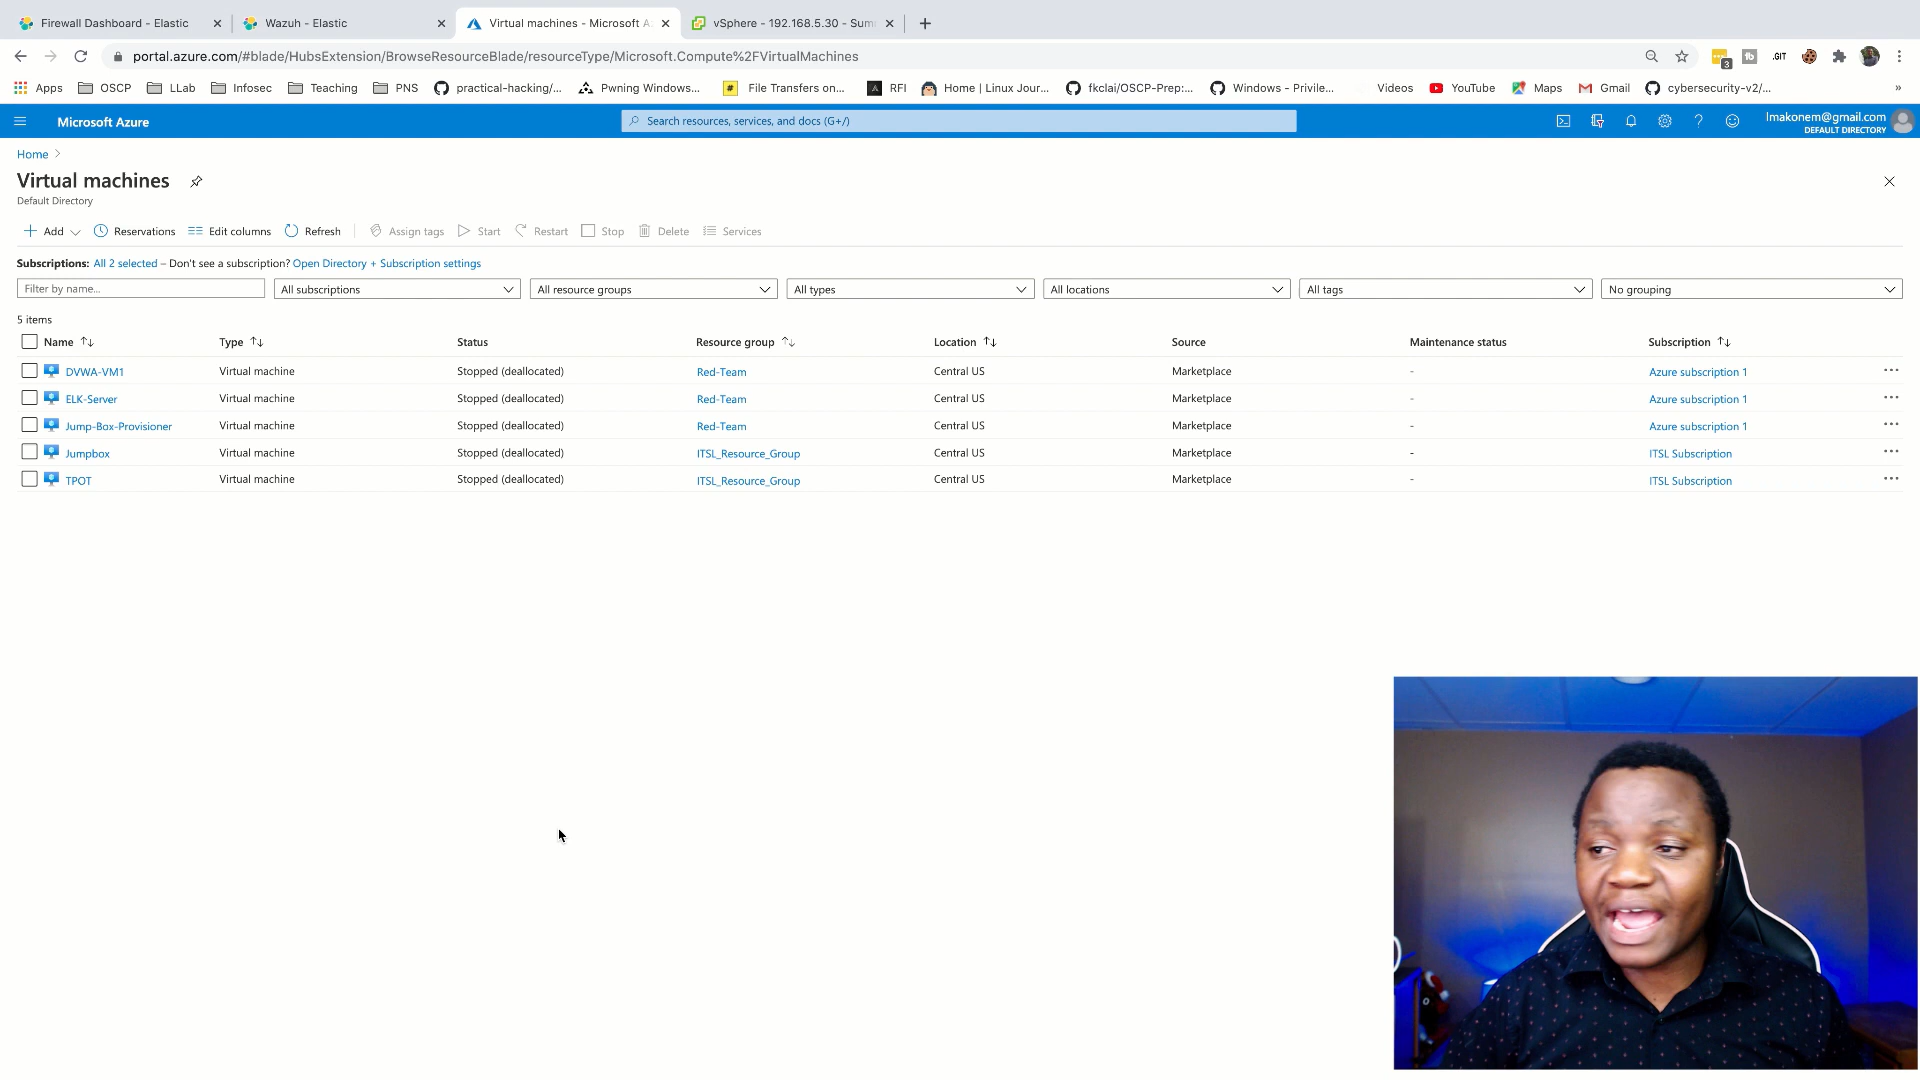 Firewall Dashboard - Elastic
Wazuh - Elastic
Virtual machines - Microsoft A
vSphere - 192.168.5.30 - Sum
portal.azure.com/#blade/HubsExtension/BrowseResourceBlade/resourceType/Microsoft.Compute%2FVirtualMachines
3
.GIT
Apps OSCP LLab Infosec Teaching PNS practical-hacking/... Pwning Windows... # File Transfers on... RFI Home | Linux Jour... fkclai/OSCP-Prep:... Windows - Privile... Videos YouTube Maps Gmail cybersecurity-v2/... »
Microsoft Azure
Search resources, services, and docs (G+/)
lmakonem@gmail.com
DEFAULT DIRECTORY
Home >
Virtual machines
Default Directory
+ Add Reservations Edit columns Refresh Assign tags Start Restart Stop Delete Services
Subscriptions: All 2 selected – Don't see a subscription? Open Directory + Subscription settings
Filter by name... All subscriptions All resource groups All types All locations All tags No grouping
5 items
Name Type Status Resource group Location Source Maintenance status Subscription
DVWA-VM1 Virtual machine Stopped (deallocated) Red-Team Central US Marketplace - Azure subscription 1 ...
ELK-Server Virtual machine Stopped (deallocated) Red-Team Central US Marketplace - Azure subscription 1 ...
Jump-Box-Provisioner Virtual machine Stopped (deallocated) Red-Team Central US Marketplace - Azure subscription 1 ...
Jumpbox Virtual machine Stopped (deallocated) ITSL_Resource_Group Central US Marketplace - ITSL Subscription ...
TPOT Virtual machine Stopped (deallocated) ITSL_Resource_Group Central US Marketplace - ITSL Subscription ...